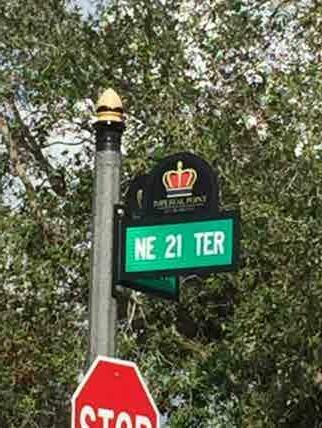 IMPERIAL POINT
NE 21 TER
STOP